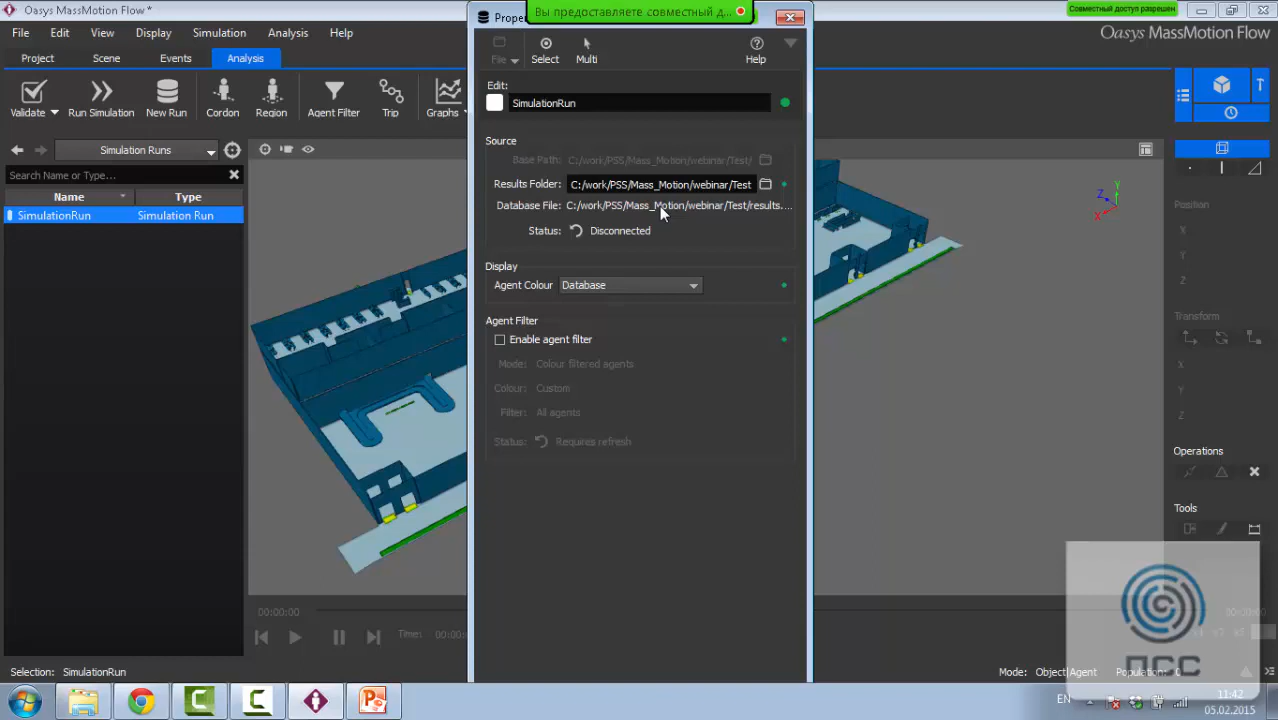 Oasys MassMotion Flow *
Proper
Вы предоставляете совместный д...
Совместный доступ разрешен
File Edit View Display Simulation Analysis Help
Oasys MassMotion Flow
Project Scene Events Analysis
Validate Run Simulation New Run Cordon Region Agent Filter Trip Graphs
File Select Multi Help
Simulation Runs
Search Name or Type...
Name Type
SimulationRun Simulation Run
Edit:
SimulationRun
Source
Base Path: C:/work/PSS/Mass_Motion/webinar/Test/
Results Folder: C:/work/PSS/Mass_Motion/webinar/Test
Database File: C:/work/PSS/Mass_Motion/webinar/Test/results....
Status: Disconnected
Display
Agent Colour Database
Agent Filter
Enable agent filter
Mode: Colour filtered agents
Colour: Custom
Filter: All agents
Status: Requires refresh
Y
Z
X
Position
X
Y
Z
Transform
X
Y
Z
Operations
Tools
00:00:00
Time: 00:0
Selection: SimulationRun
Mode: Object|Agent Population:
ПСС
EN
11:42
05.02.2015